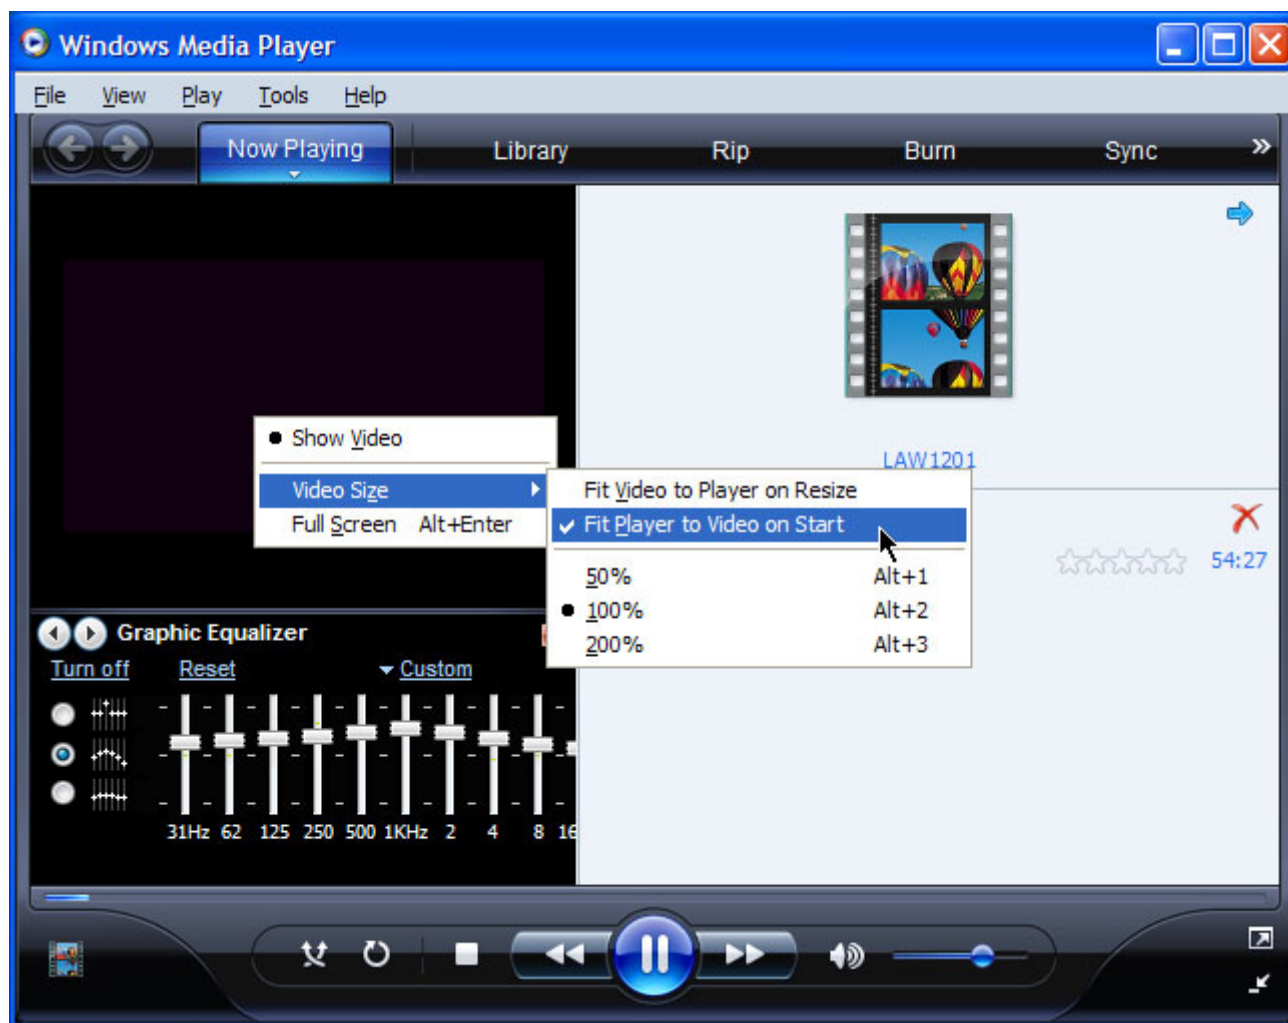 Windows Media Player
File View Play Tools Help
Now Playing Library Rip Burn Sync »
LAW1201
Show Video
Video Size
Full Screen Alt+Enter
Fit Video to Player on Resize
Fit Player to Video on Start
50% Alt+1
100% Alt+2
200% Alt+3
54:27
Graphic Equalizer
Turn off Reset Custom
31Hz 62 125 250 500 1KHz 2 4 8 16